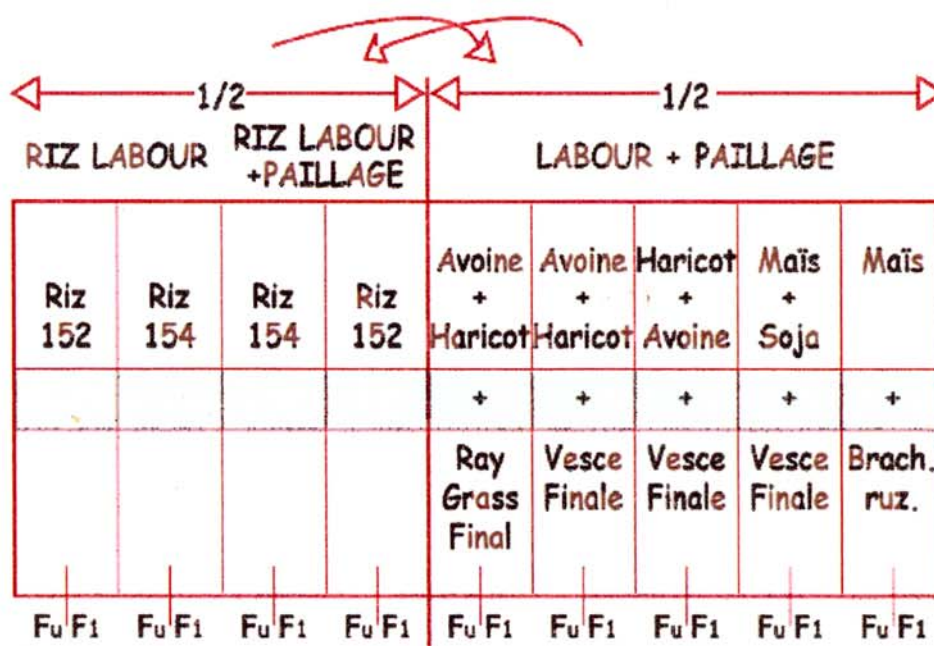 1/2
1/2
RIZ LABOUR
RIZ LABOUR
+PAILLAGE
LABOUR + PAILLAGE
Riz
152
Riz
154
Riz
154
Riz
152
Avoine
+
Haricot
Avoine
+
Haricot
Haricot
+
Avoine
Maïs
+
Soja
Maïs
+
+
+
+
+
Ray
Grass
Final
Vesce
Finale
Vesce
Finale
Vesce
Finale
Brach.
ruz.
Fu F1
Fu F1
Fu F1
Fu F1
Fu F1
Fu F1
Fu F1
Fu F1
Fu F1